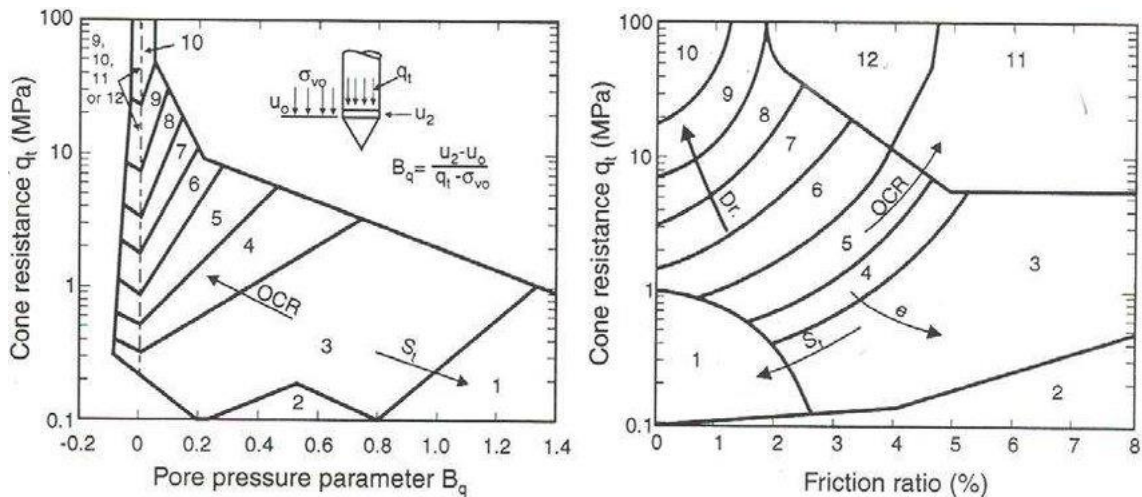 100
10
1
0.1
Cone resistance qt (MPa)
-0.2 0 0.2 0.4 0.6 0.8 1.0 1.2 1.4
Pore pressure parameter Bq
9,
10,
11
or 12
10
9
8
7
6
5
4
3
2
1
OCR
St
σvo
uo
qt
u2
Bq = u2-uo
qt -σvo
100
10
1
0.1
Cone resistance qt (MPa)
0 1 2 3 4 5 6 7 8
Friction ratio (%)
10
9
8
7
6
5
4
3
2
1
12
11
Dr.
OCR
e
St